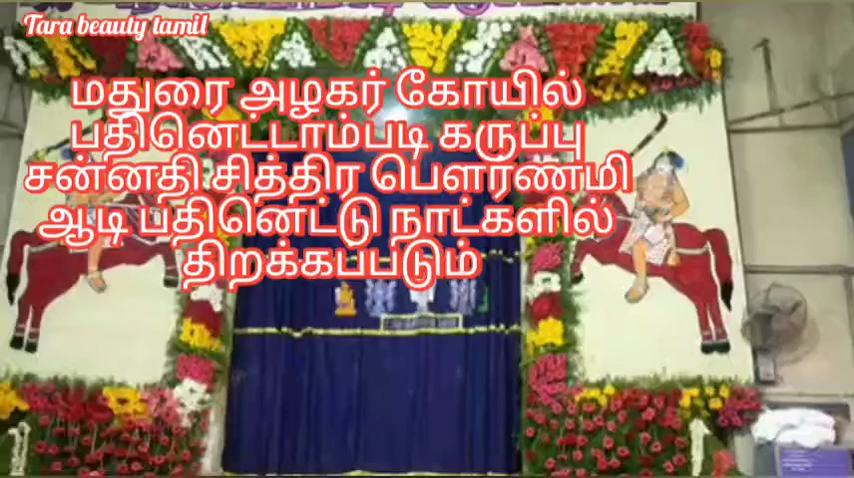 Tara beauty tamil
மதுரை அழகர் கோயில்
பதினெட்டாம்படி கருப்பு
சன்னதி சித்திர பௌர்ணமி
ஆடி பதினெட்டு நாட்களில்
திறக்கப்படும்